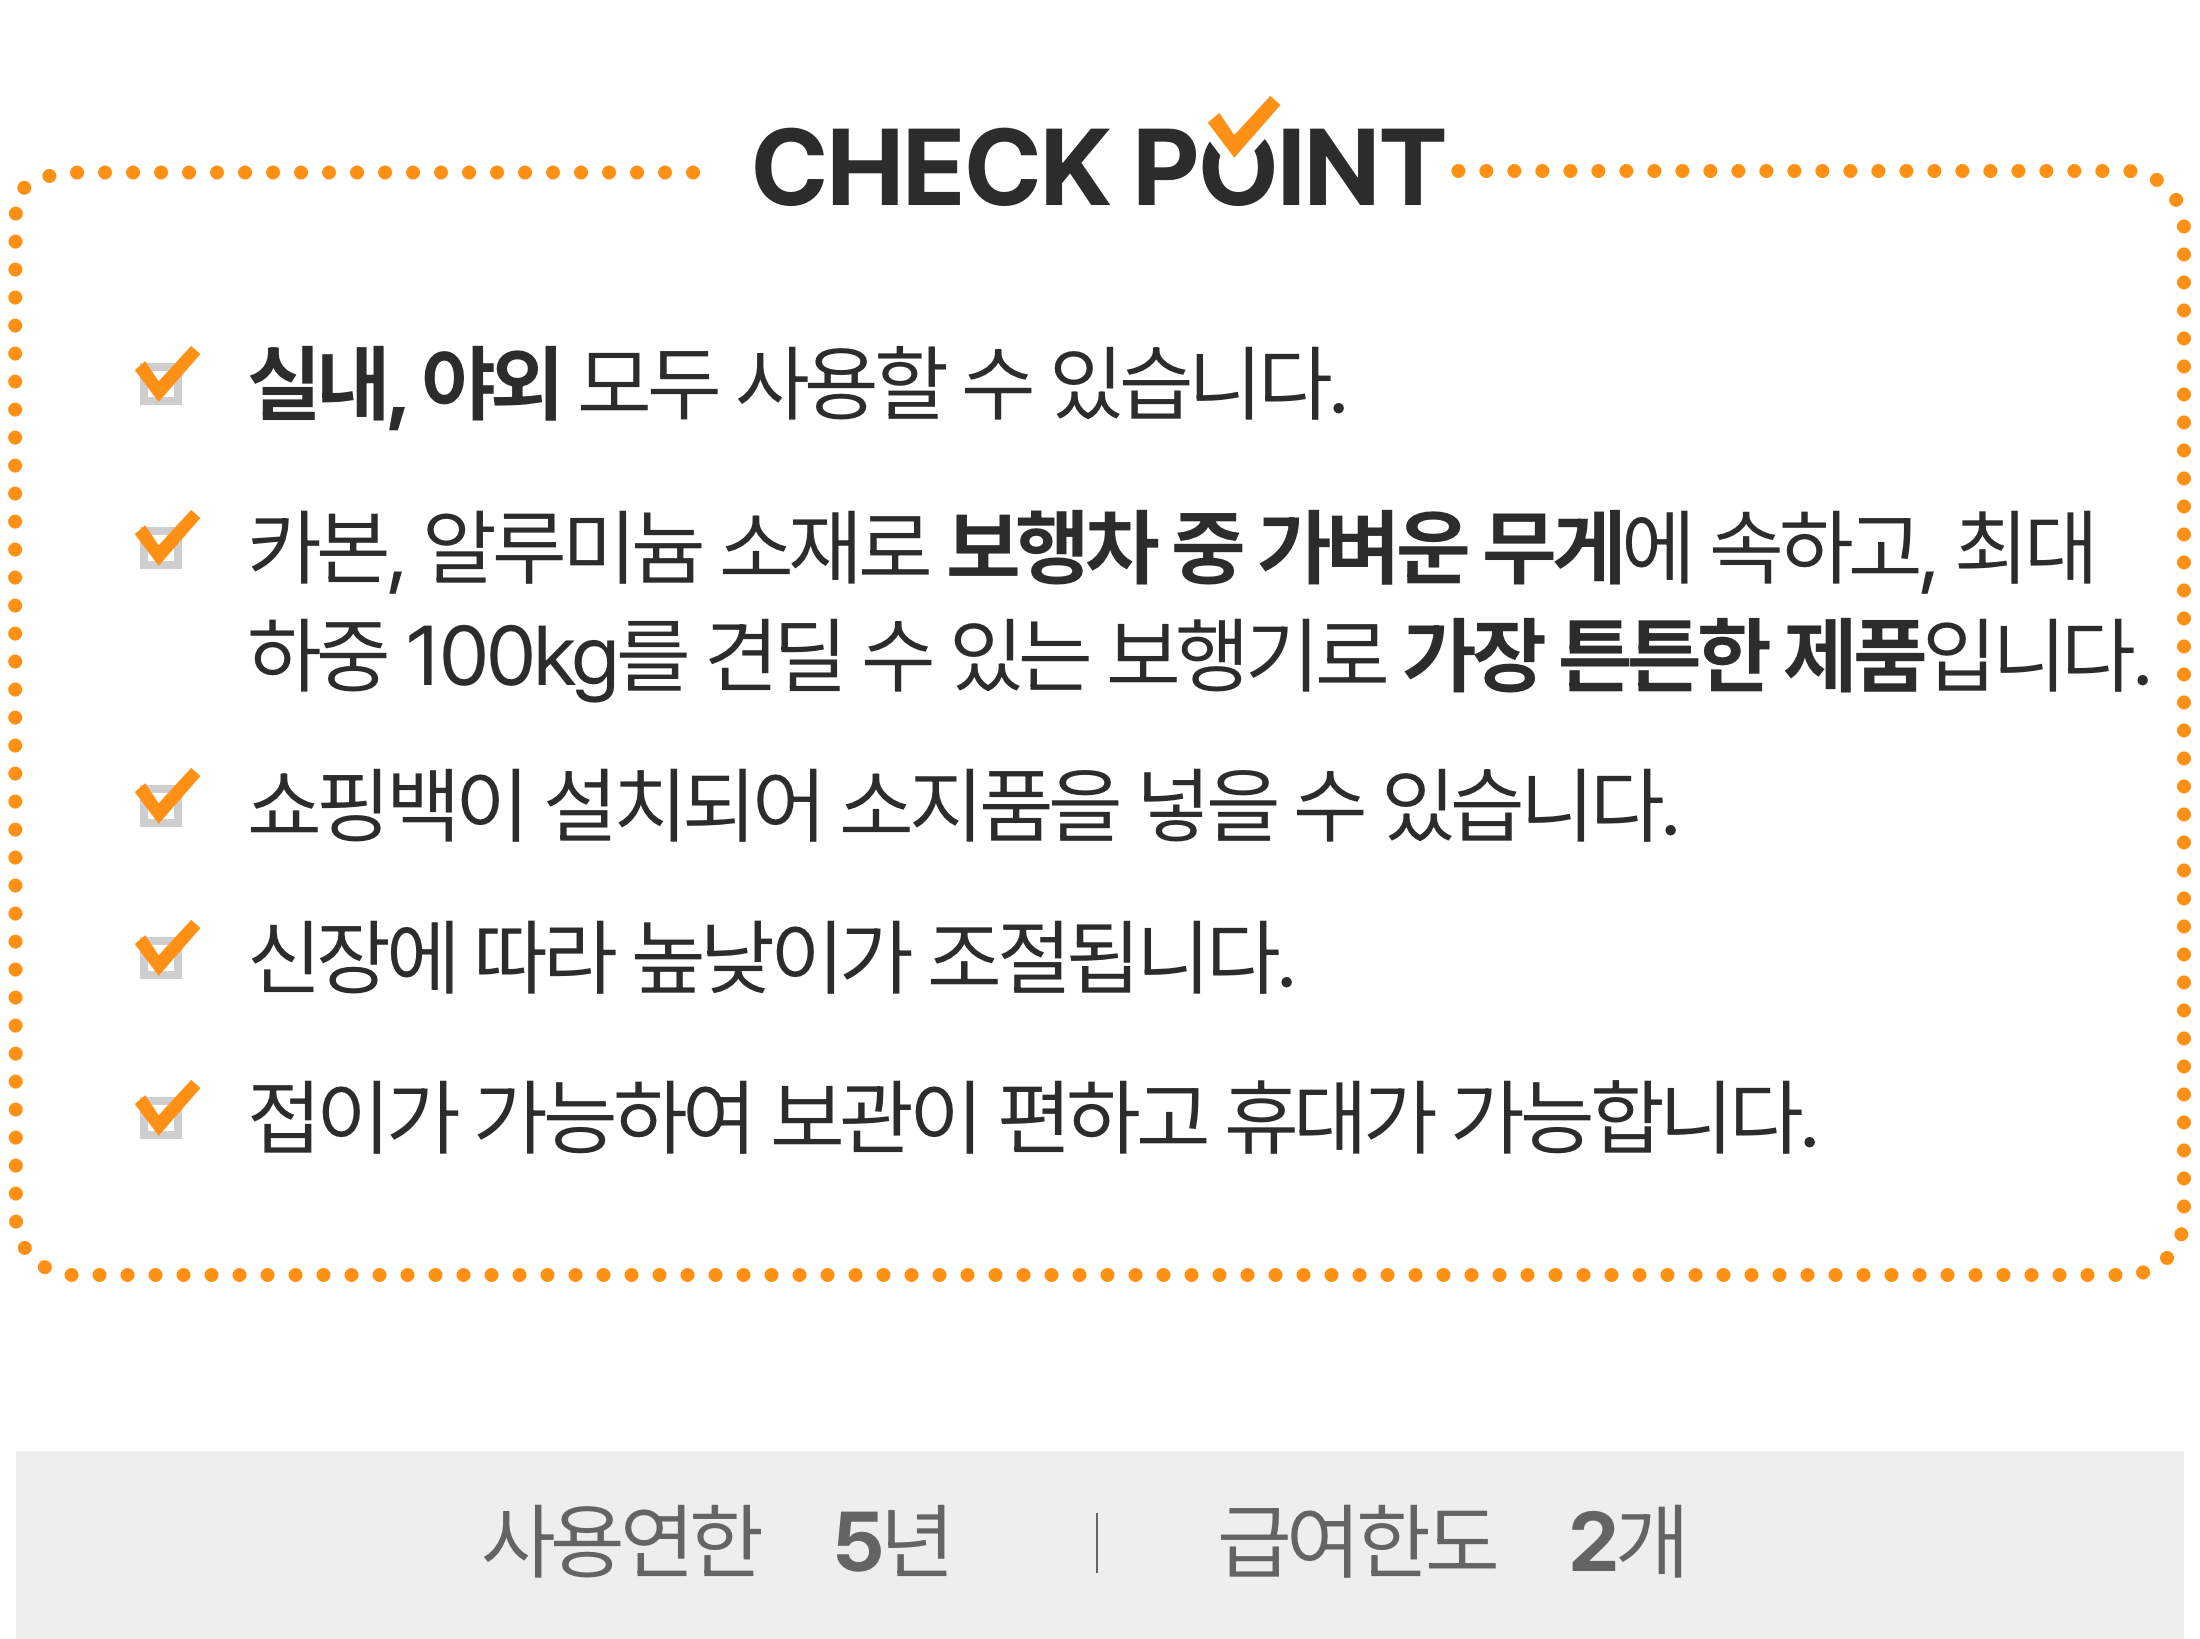 CHECK POINT
실내, 야외 모두 사용할 수 있습니다.
카본, 알루미늄 소재로 보행차 중 가벼운 무게에 속하고, 최대
하중 100kg를 견딜 수 있는 보행기로 가장 튼튼한 제품입니다.
쇼핑백이 설치되어 소지품을 넣을 수 있습니다.
신장에 따라 높낮이가 조절됩니다.
접이가 가능하여 보관이 편하고 휴대가 가능합니다.
사용연한 5년 | 급여한도 2개